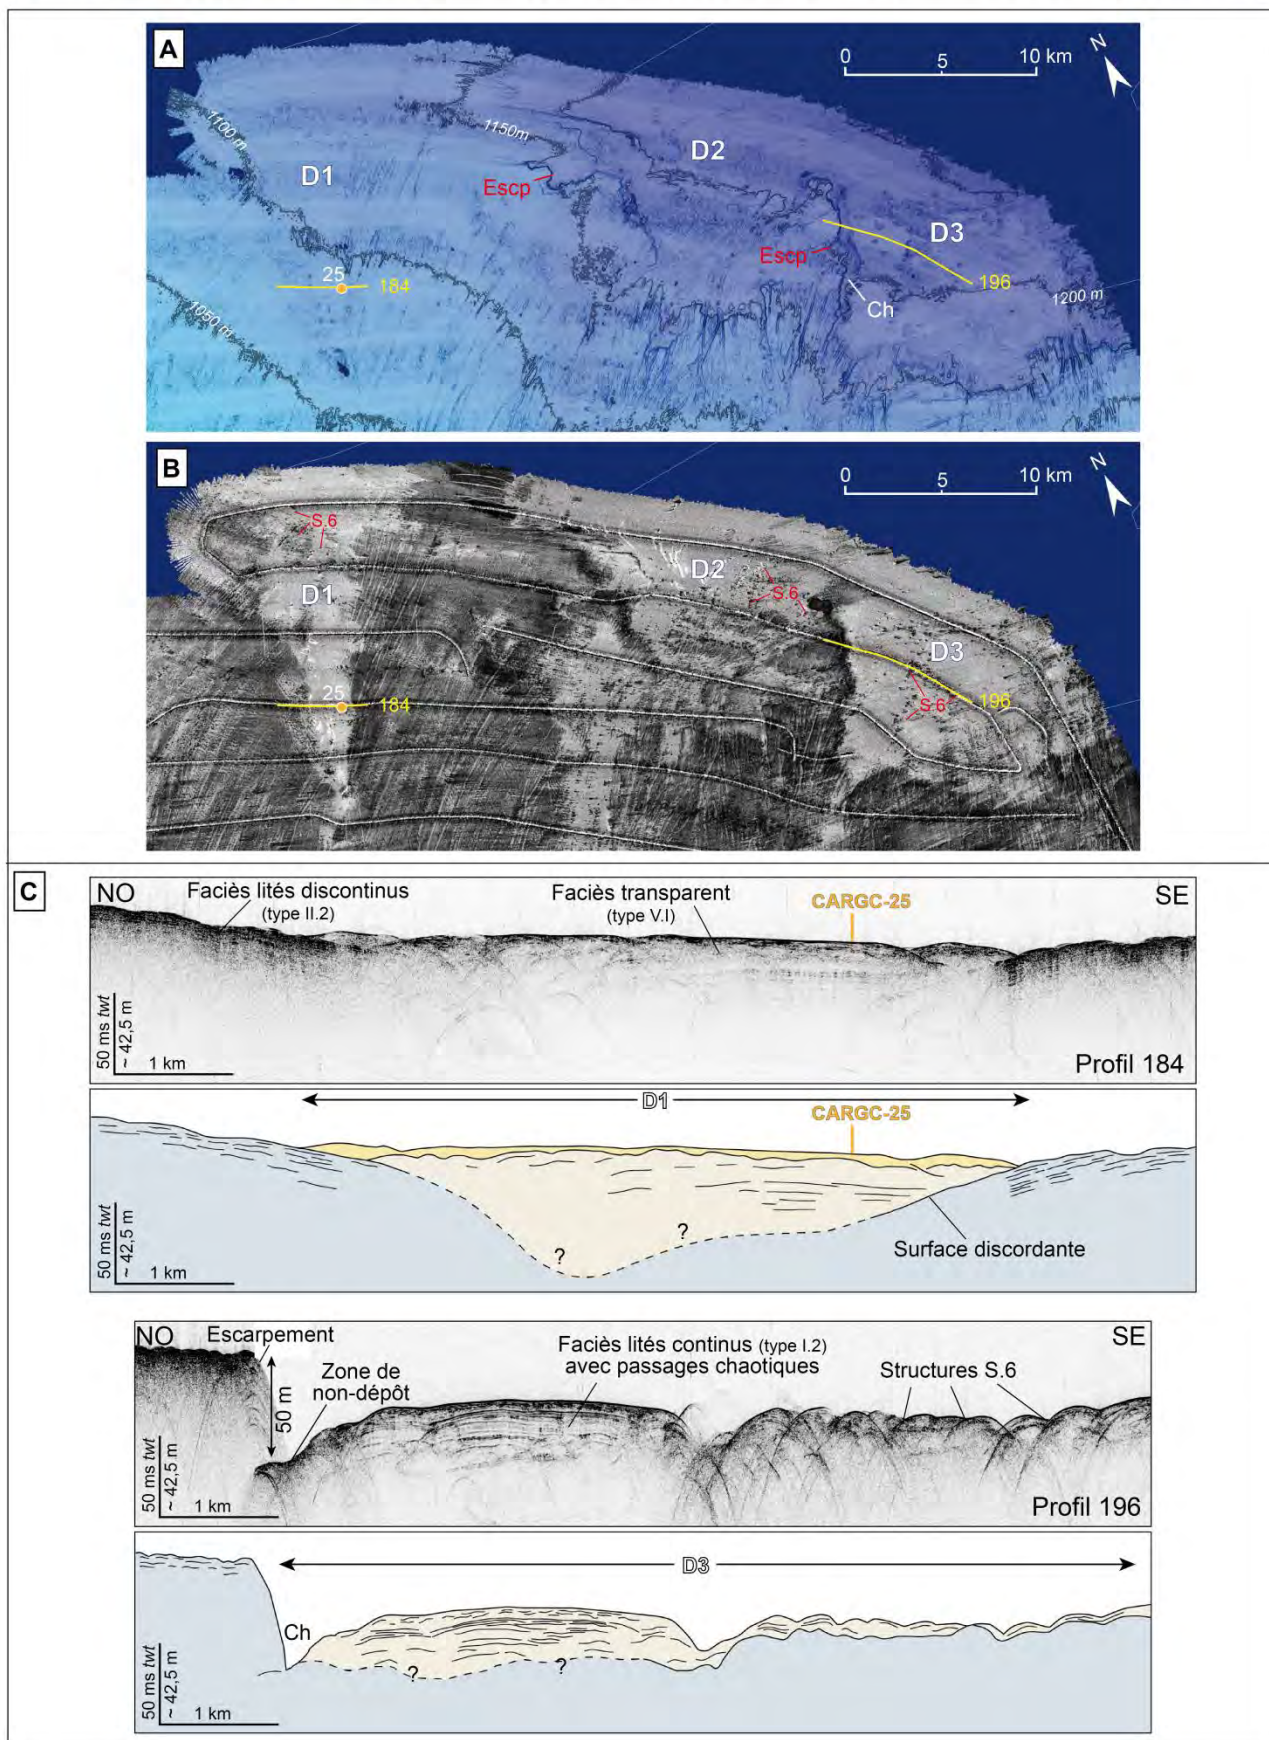 A
0 5 10 km
N
1100 m
1150m
D2
D1
Escp
D3
Escp
25
184
196
Ch
1200 m
1050 m
B
0 5 10 km
N
S.6
D2
S.6
D1
D3
25
184
196
S.6
C
NO
Faciès lités discontinus
(type II.2)
Faciès transparent
(type V.I)
CARGC-25
SE
50 ms twt
~ 42,5 m
1 km
Profil 184
D1
CARGC-25
50 ms twt
~ 42,5 m
1 km
?
?
Surface discordante
NO
Escarpement
Zone de
non-dépôt
50 m
Faciès lités continus (type I.2)
avec passages chaotiques
Structures S.6
SE
50 ms twt
~ 42,5 m
1 km
Profil 196
D3
Ch
?
?
50 ms twt
~ 42,5 m
1 km